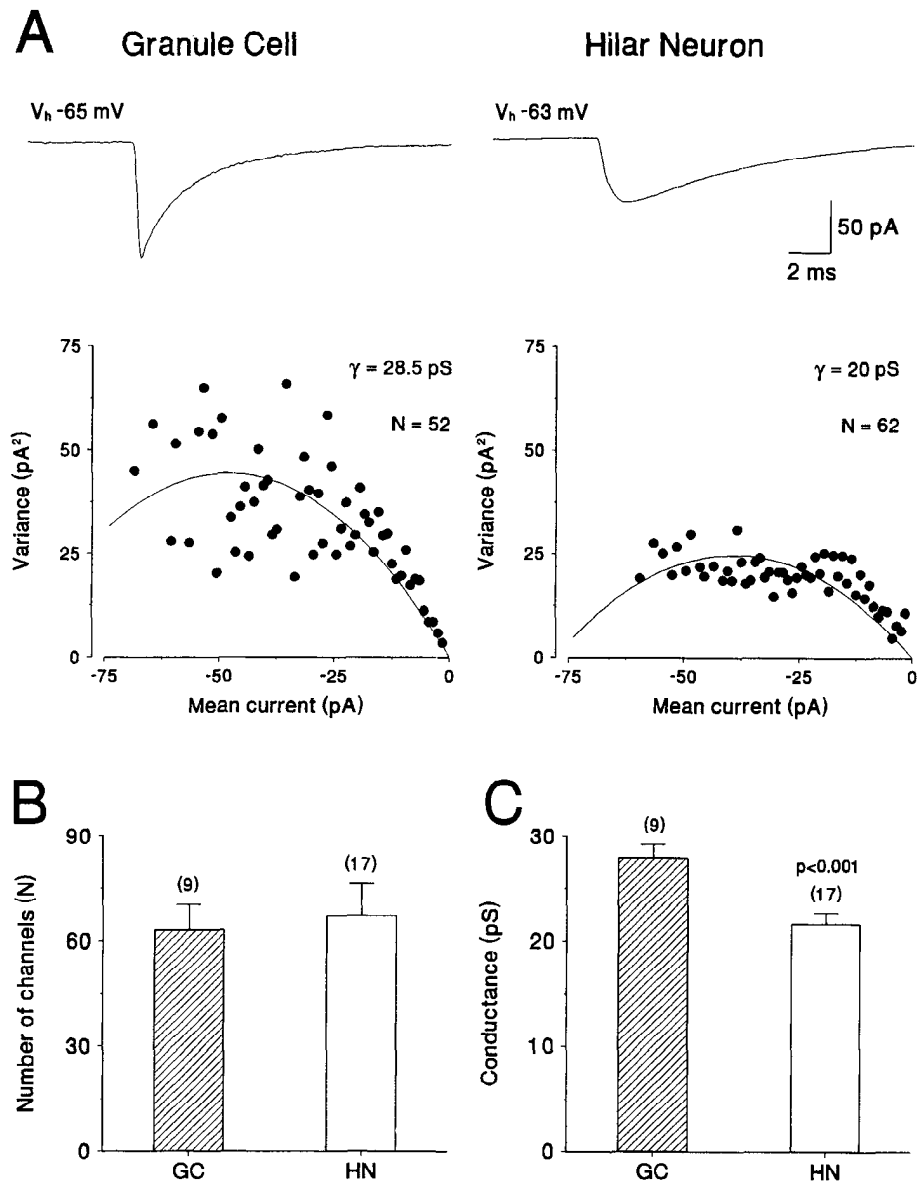 A
Granule Cell
Hilar Neuron
Vₕ -65 mV
Vₕ -63 mV
50 pA
2 ms
75
50
25
0
Variance (pA²)
γ = 28.5 pS
N = 52
-75
-50
-25
0
Mean current (pA)
75
50
25
0
Variance (pA²)
γ = 20 pS
N = 62
-75
-50
-25
0
Mean current (pA)
B
90
60
30
0
Number of channels (N)
(9)
(17)
GC
HN
C
30
20
10
0
Conductance (pS)
(9)
p<0.001
(17)
GC
HN